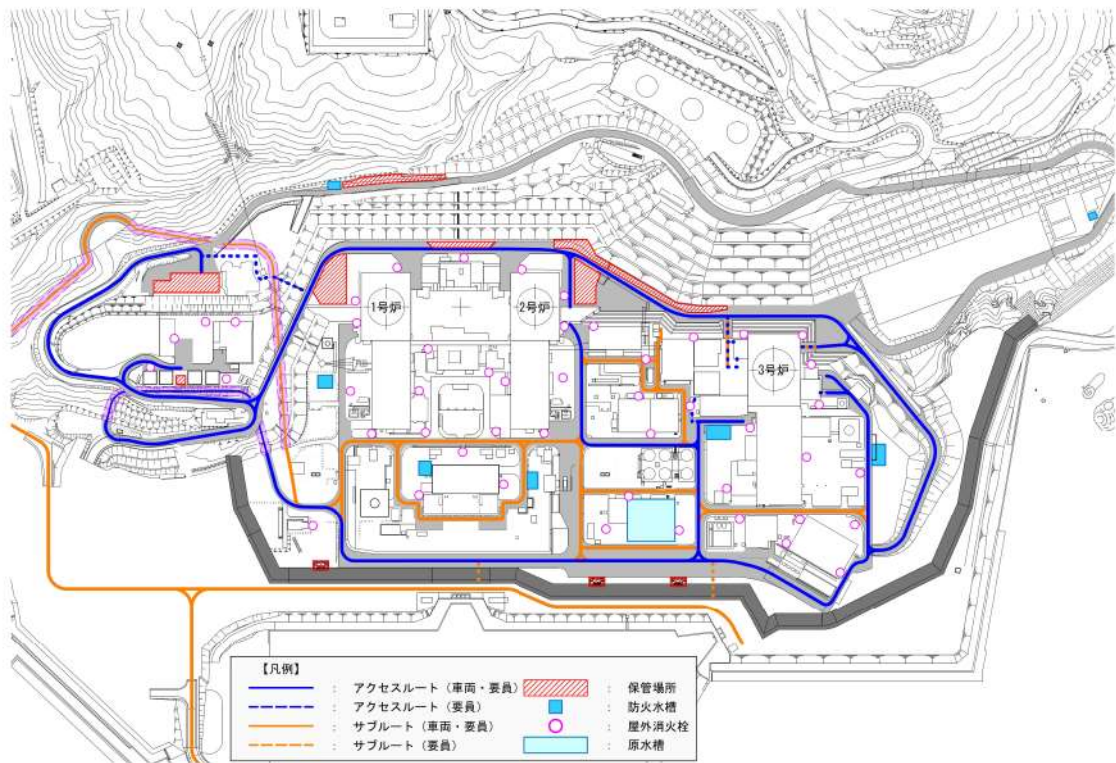 1号炉
2号炉
3号炉
【凡例】
: アクセスルート（車両・要員）
: アクセスルート（要員）
: サブルート（車両・要員）
: サブルート（要員）
: 保管場所
: 防火水槽
: 屋外消火栓
: 原水槽